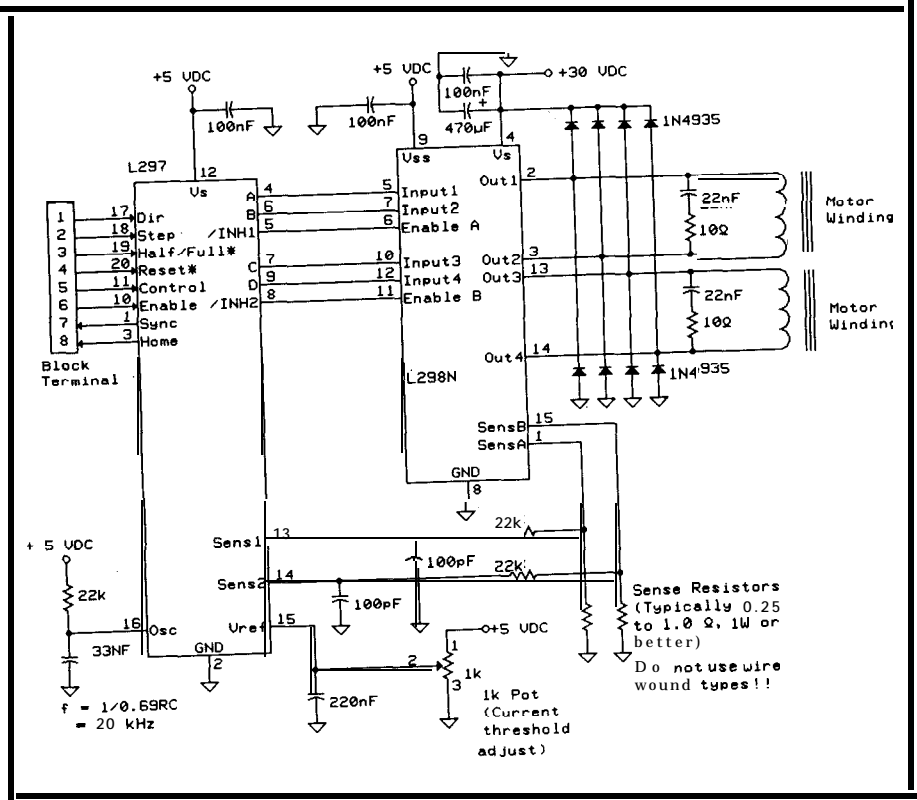 +5 VDC
100nF
+5 VDC
100nF
100nF
+
470µF
+30 VDC
1N4935
L297
12
Vs
9
Vss
4
Vs
1
2
3
4
5
6
7
8
Block
Terminal
17
18
19
20
11
10
1
3
Dir
Step
Half/Full*
Reset*
Control
Enable
Sync
Home
A
B
/INH1
C
D
/INH2
4
6
5
7
9
8
5
7
6
10
12
11
Input1
Input2
Enable A
Input3
Input4
Enable B
Out1
Out2
Out3
Out4
2
3
13
14
22nF
10Ω
22nF
10Ω
Motor
Winding
Motor
Winding
1N4935
L298N
SensB
SensA
15
1
GND
8
+ 5 VDC
22k
16
Osc
33NF
f = 1/0.69RC
= 20 kHz
Sens1
13
Sens2
14
Vref
15
GND
2
22k
22k
100pF
100pF
220nF
2
+5 VDC
1
1k
3
1k Pot
(Current
threshold
adjust)
Sense Resistors
(Typically 0.25
to 1.0 Ω, 1W or
better)
Do not use wire
wound types!!